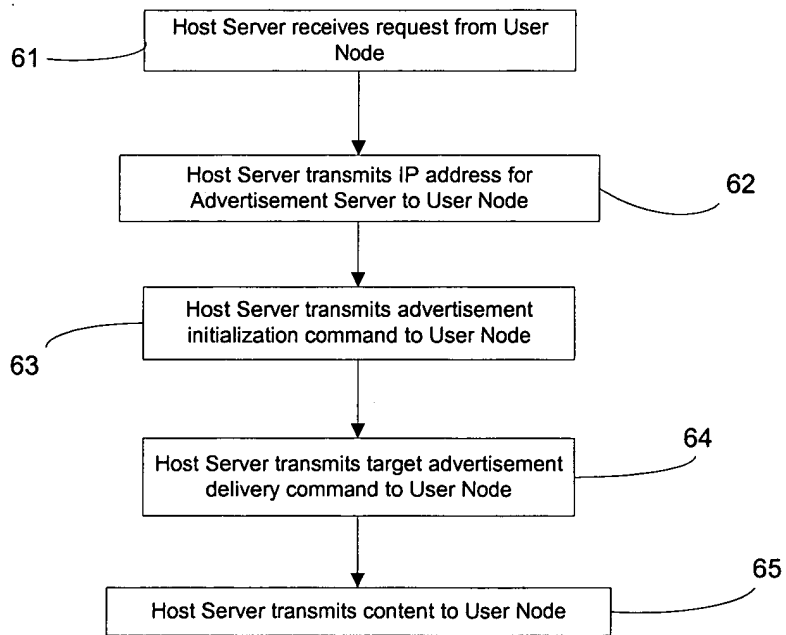 Host Server receives request from User
Node
61
Host Server transmits IP address for
Advertisement Server to User Node
62
Host Server transmits advertisement
initialization command to User Node
63
Host Server transmits target advertisement
delivery command to User Node
64
Host Server transmits content to User Node
65